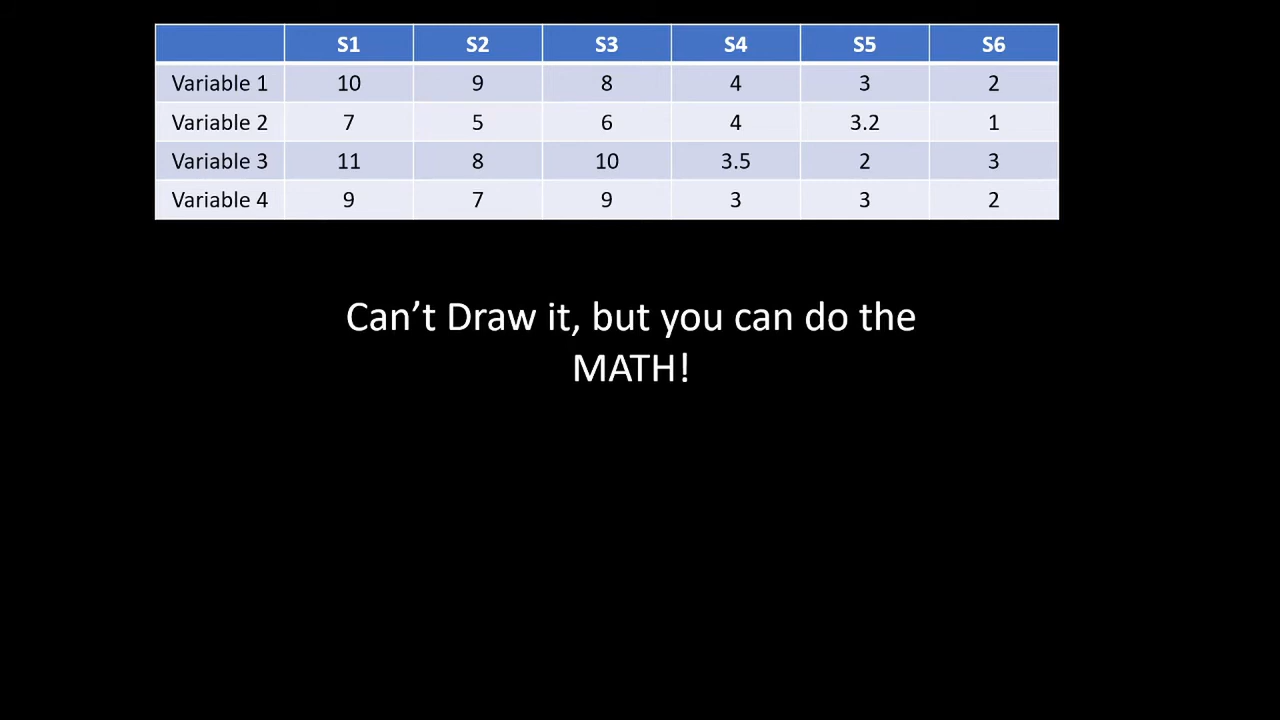 S1 S2 S3 S4 S5 S6
Variable 1 10 9 8 4 3 2
Variable 2 7 5 6 4 3.2 1
Variable 3 11 8 10 3.5 2 3
Variable 4 9 7 9 3 3 2
Can’t Draw it, but you can do the
MATH!